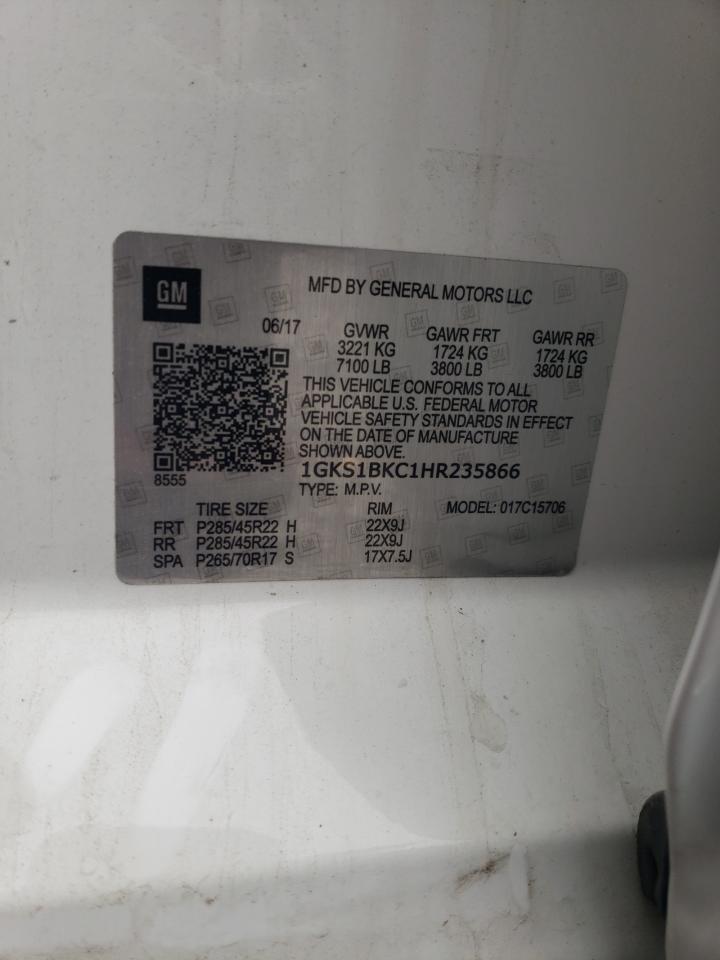 GM
MFD BY GENERAL MOTORS LLC
06/17
GVWR GAWR FRT GAWR RR
3221 KG 1724 KG 1724 KG
7100 LB 3800 LB 3800 LB
THIS VEHICLE CONFORMS TO ALL
APPLICABLE U.S. FEDERAL MOTOR
VEHICLE SAFETY STANDARDS IN EFFECT
ON THE DATE OF MANUFACTURE
SHOWN ABOVE.
1GKS1BKC1HR235866
8555
TYPE: M.P.V.
TIRE SIZE RIM MODEL: 017C15706
FRT P285/45R22 H 22X9J
RR P285/45R22 H 22X9J
SPA P265/70R17 S 17X7.5J